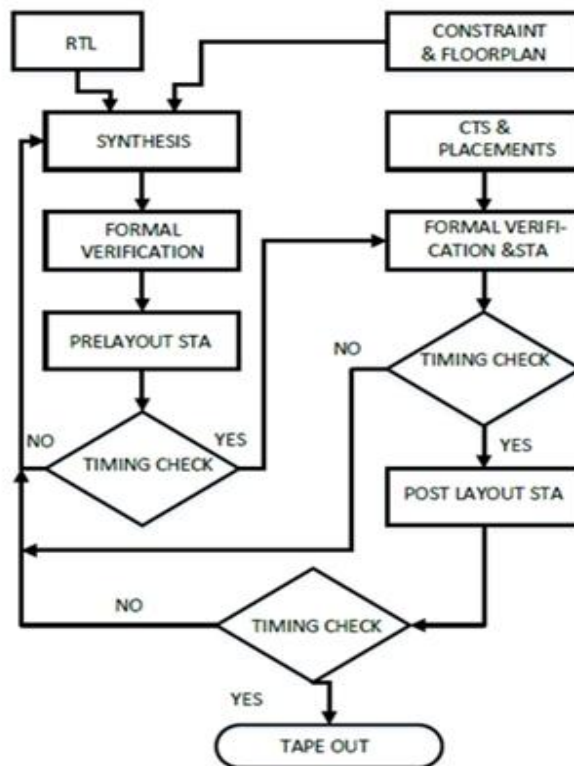 RTL
CONSTRAINT
& FLOORPLAN
SYNTHESIS
CTS &
PLACEMENTS
FORMAL
VERIFICATION
FORMAL VERIFI-
CATION &STA
PRELAYOUT STA
NO
TIMING CHECK
NO
YES
TIMING CHECK
YES
POST LAYOUT STA
NO
TIMING CHECK
YES
TAPE OUT